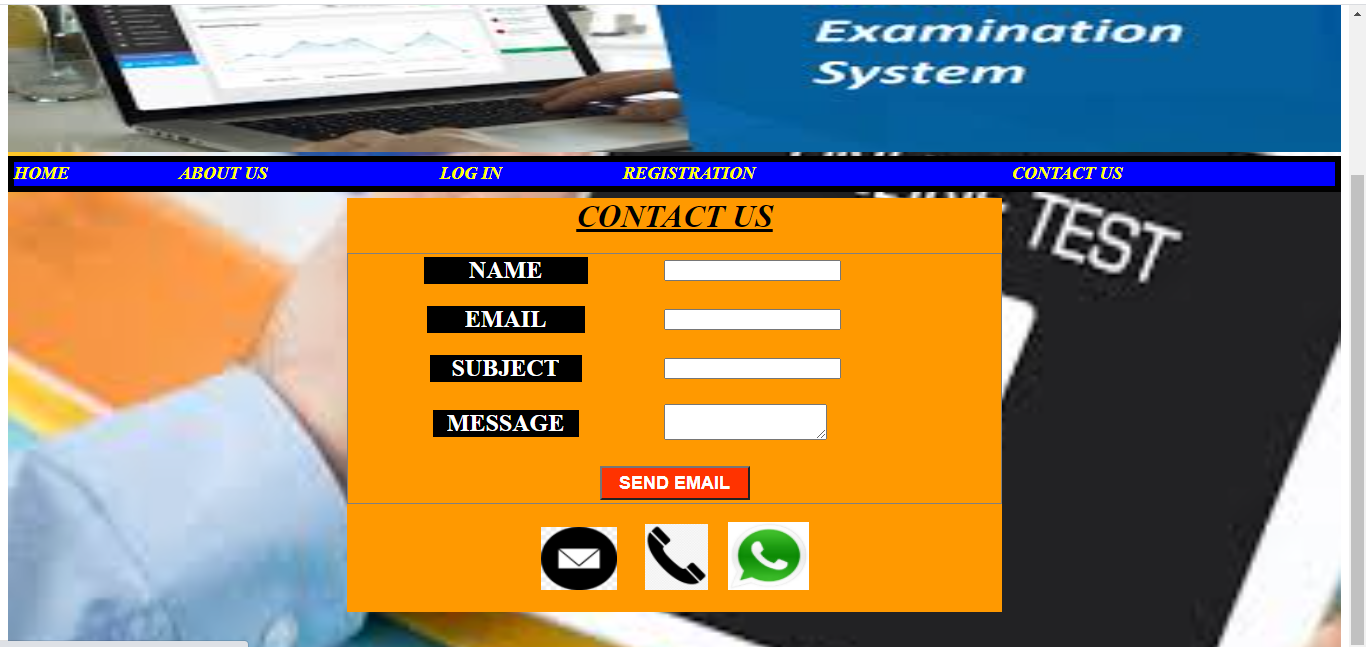 Examination
System
HOME ABOUT US LOG IN REGISTRATION CONTACT US
TEST
CONTACT US
NAME
EMAIL
SUBJECT
MESSAGE
SEND EMAIL